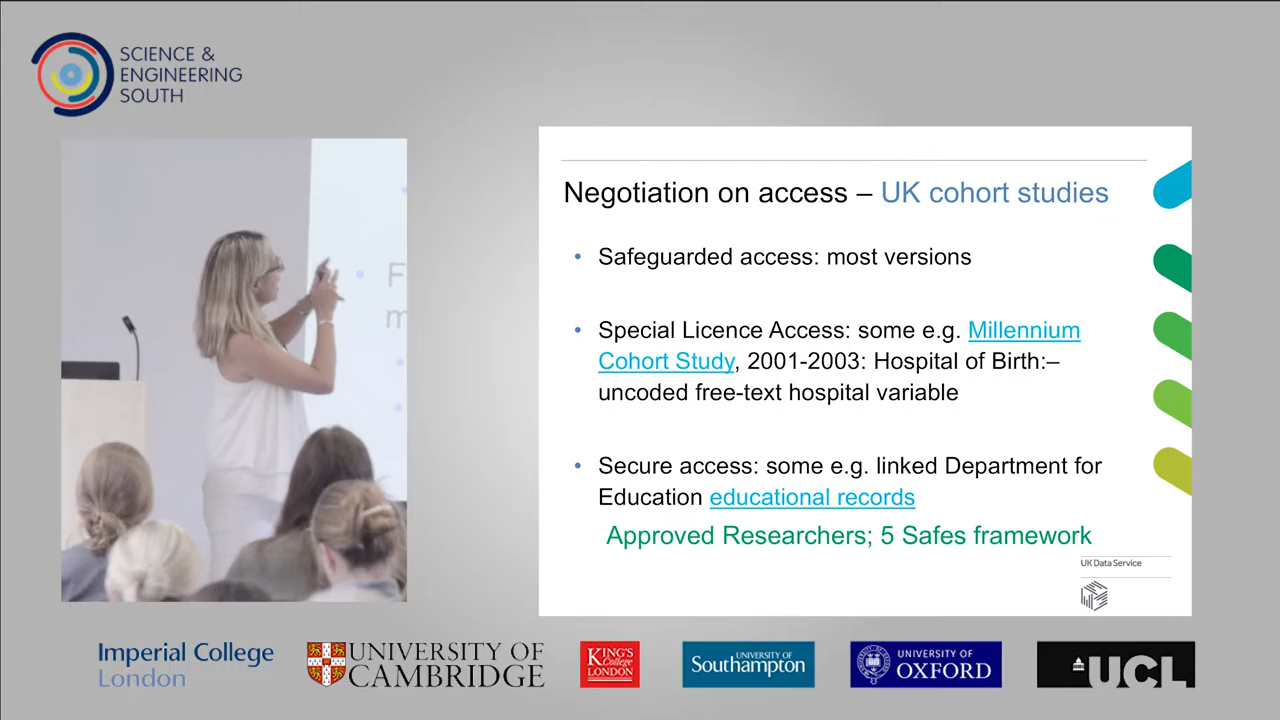 SCIENCE &
ENGINEERING
SOUTH
F
m
Negotiation on access – UK cohort studies
• Safeguarded access: most versions
• Special Licence Access: some e.g. Millennium
Cohort Study, 2001-2003: Hospital of Birth:–
uncoded free-text hospital variable
• Secure access: some e.g. linked Department for
Education educational records
Approved Researchers; 5 Safes framework
UK Data Service
Imperial College
London
UNIVERSITY OF
CAMBRIDGE
KING'S
College
LONDON
UNIVERSITY OF
Southampton
UNIVERSITY OF
OXFORD
UCL